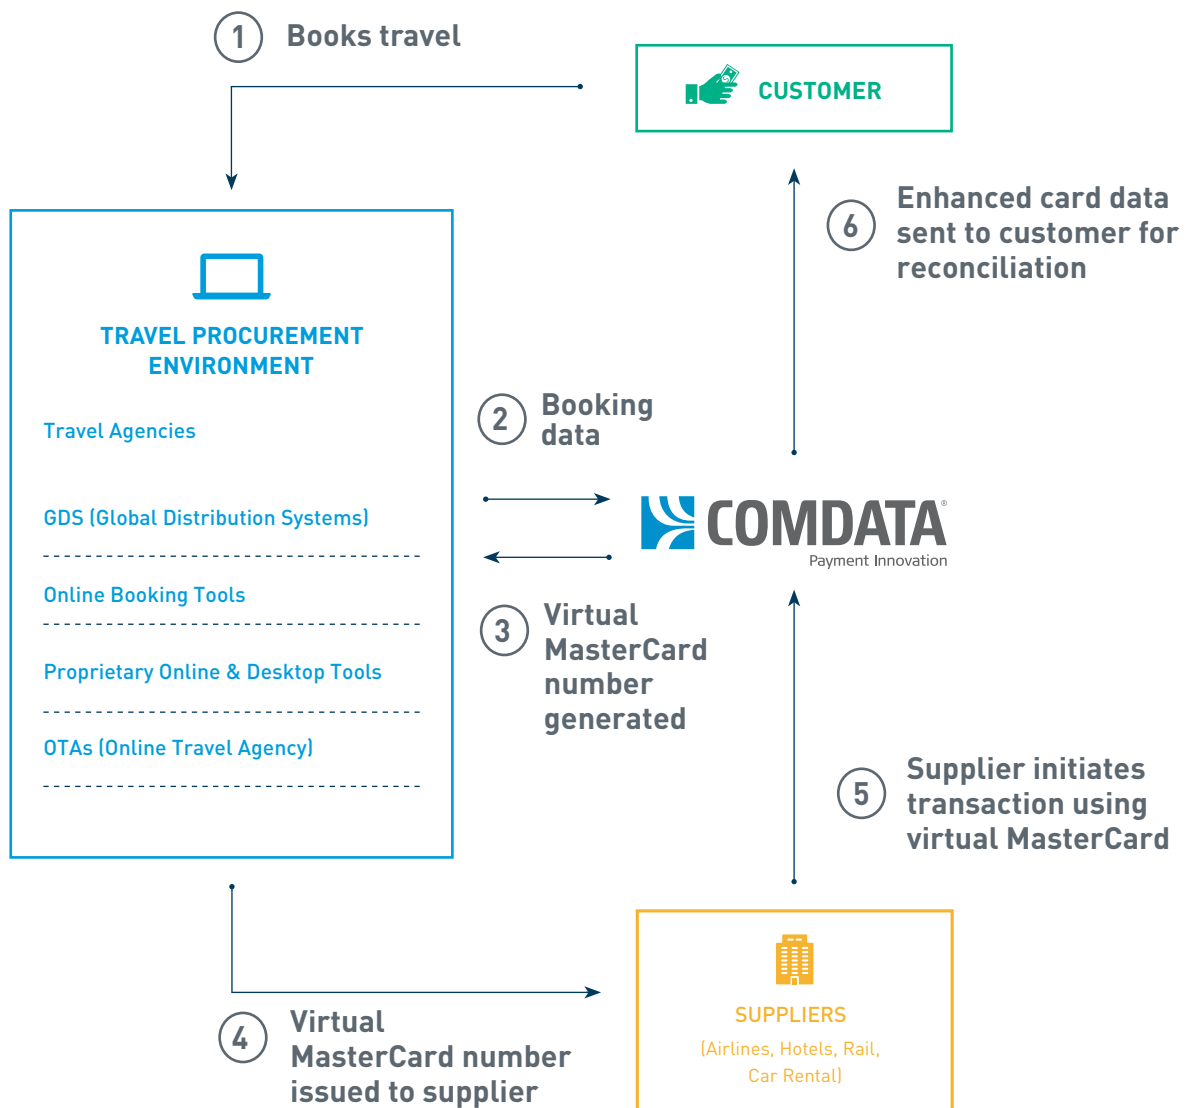 1 Books travel
CUSTOMER
6 Enhanced card data
sent to customer for
reconciliation
TRAVEL PROCUREMENT
ENVIRONMENT
Travel Agencies
GDS (Global Distribution Systems)
Online Booking Tools
Proprietary Online & Desktop Tools
OTAs (Online Travel Agency)
2 Booking
data
COMDATA®
Payment Innovation
3 Virtual
MasterCard
number
generated
5 Supplier initiates
transaction using
virtual MasterCard
4 Virtual
MasterCard number
issued to supplier
SUPPLIERS
(Airlines, Hotels, Rail,
Car Rental)